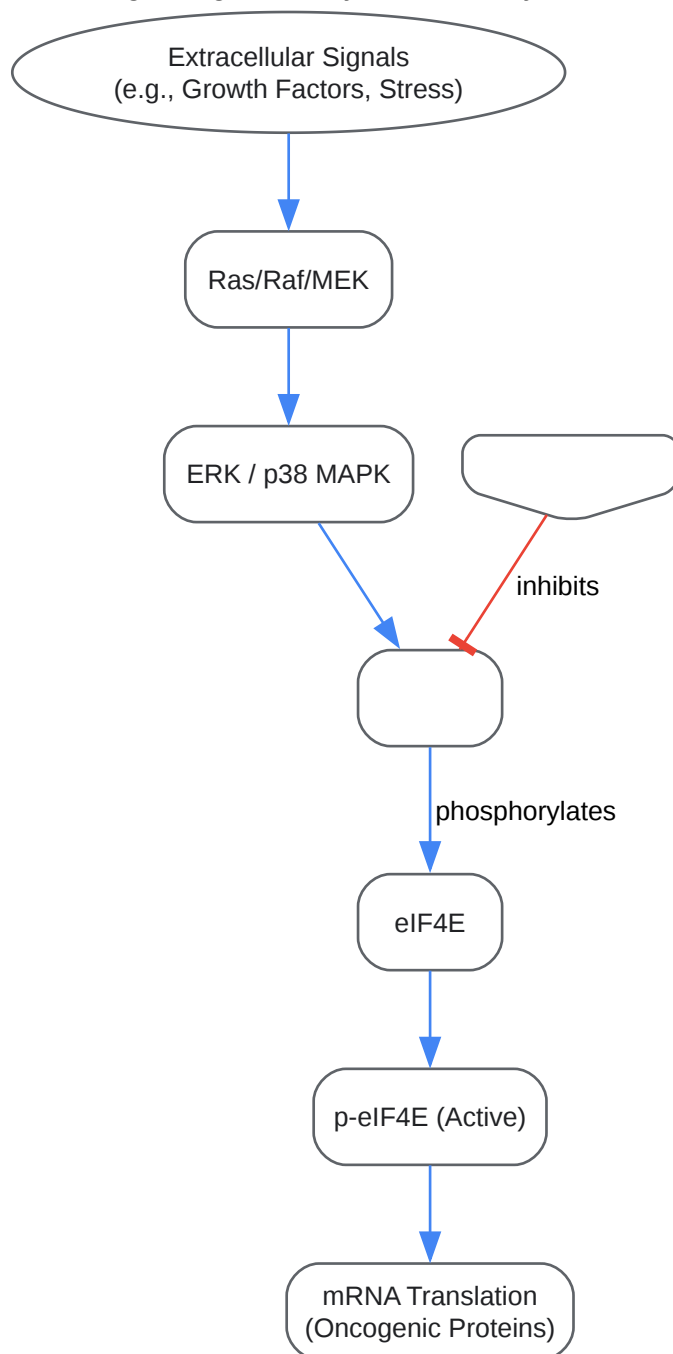 Extracellular Signals
(e.g., Growth Factors, Stress)
Ras/Raf/MEK
ERK / p38 MAPK
inhibits
phosphorylates
eIF4E
p-eIF4E (Active)
mRNA Translation
(Oncogenic Proteins)